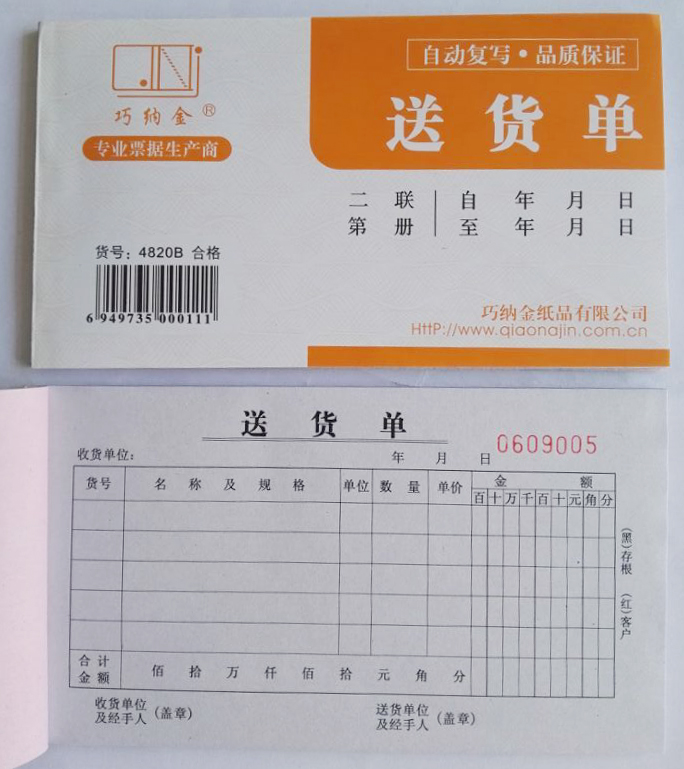 自动复写·品质保证
巧纳金®
专业票据生产商
送货单
二联 自 年 月 日
第 册 至 年 月 日
货号：4820B 合格
6 949735 000111
巧纳金纸品有限公司
HttP://www.qiaonajin.com.cn
送货单
收货单位： 年 月 日 0609005
货号 名称及规格 单位 数量 单价 金额
百十万千百十元角分
(黑)存根 (红)客户
合计金额 佰 拾 万 仟 佰 拾 元 角 分
收货单位及经手人(盖章) 送货单位及经手人(盖章)